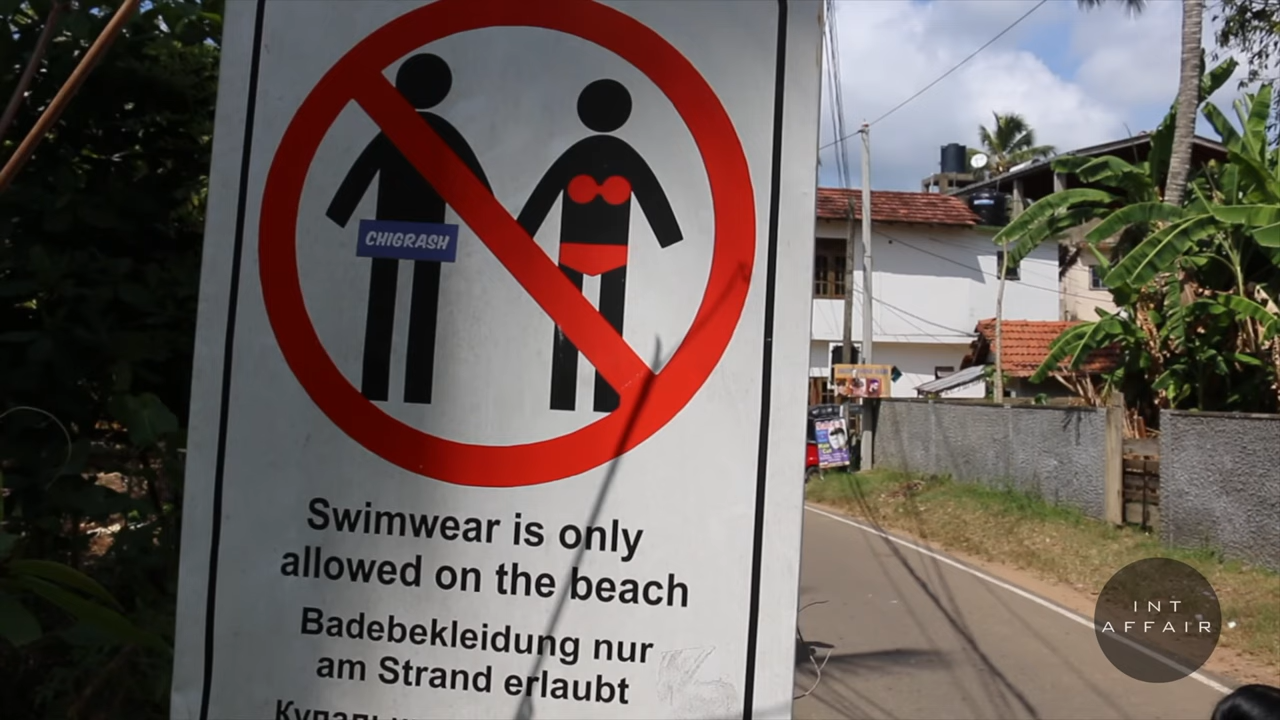 CHIGRASH
Swimwear is only
allowed on the beach
Badebekleidung nur
am Strand erlaubt
INT
AFFAIR